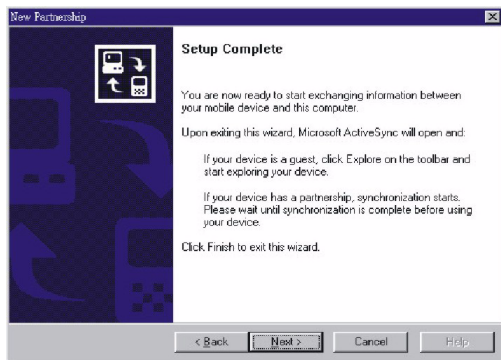 New Partnership
Setup Complete
You are now ready to start exchanging information between
your mobile device and this computer.
Upon exiting this wizard, Microsoft ActiveSync will open and:
If your device is a guest, click Explore on the toolbar and
start exploring your device.
If your device has a partnership, synchronization starts.
Please wait until synchronization is complete before using
your device.
Click Finish to exit this wizard.
< Back Next > Cancel Help